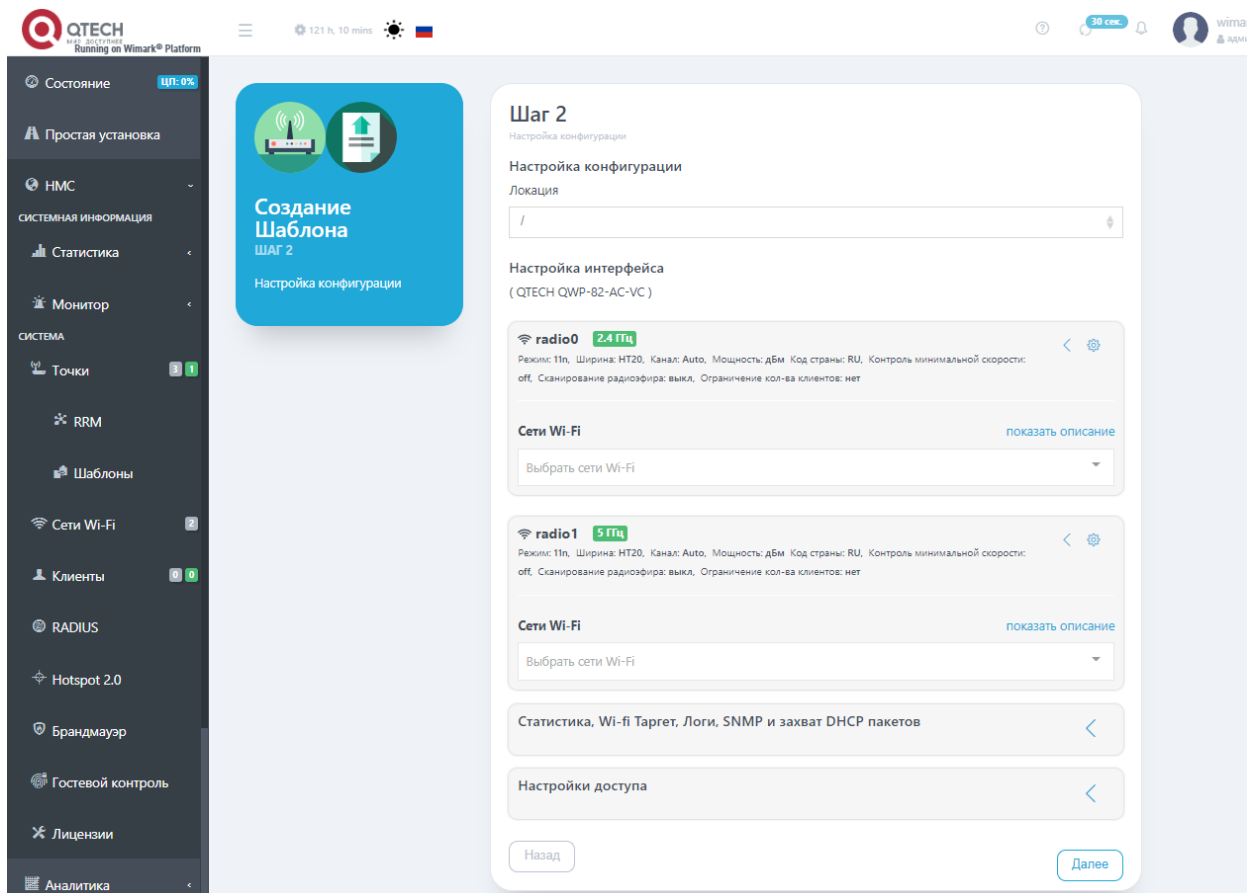 QTECH
МИР ДОСТУПНЕЕ
Running on Wimark® Platform
121 h, 10 mins
30 сек.
wima
адми
Состояние
ЦП: 0%
Простая установка
НМС
СИСТЕМНАЯ ИНФОРМАЦИЯ
Статистика
Монитор
СИСТЕМА
Точки
3 1
RRM
Шаблоны
Сети Wi-Fi
2
Клиенты
0 0
RADIUS
Hotspot 2.0
Брандмауэр
Гостевой контроль
Лицензии
Аналитика
Создание
Шаблона
ШАГ 2
Настройка конфигурации
Шаг 2
Настройка конфигурации
Настройка конфигурации
Локация
/
Настройка интерфейса
( QTECH QWP-82-AC-VC )
radio0 2.4 ГГц
Режим: 11n, Ширина: HT20, Канал: Auto, Мощность: дБм Код страны: RU, Контроль минимальной скорости:
off, Сканирование радиоэфира: выкл, Ограничение кол-ва клиентов: нет
Сети Wi-Fi
показать описание
Выбрать сети Wi-Fi
radio1 5 ГГц
Режим: 11n, Ширина: HT20, Канал: Auto, Мощность: дБм Код страны: RU, Контроль минимальной скорости:
off, Сканирование радиоэфира: выкл, Ограничение кол-ва клиентов: нет
Сети Wi-Fi
показать описание
Выбрать сети Wi-Fi
Статистика, Wi-fi Таргет, Логи, SNMP и захват DHCP пакетов
Настройки доступа
Назад
Далее